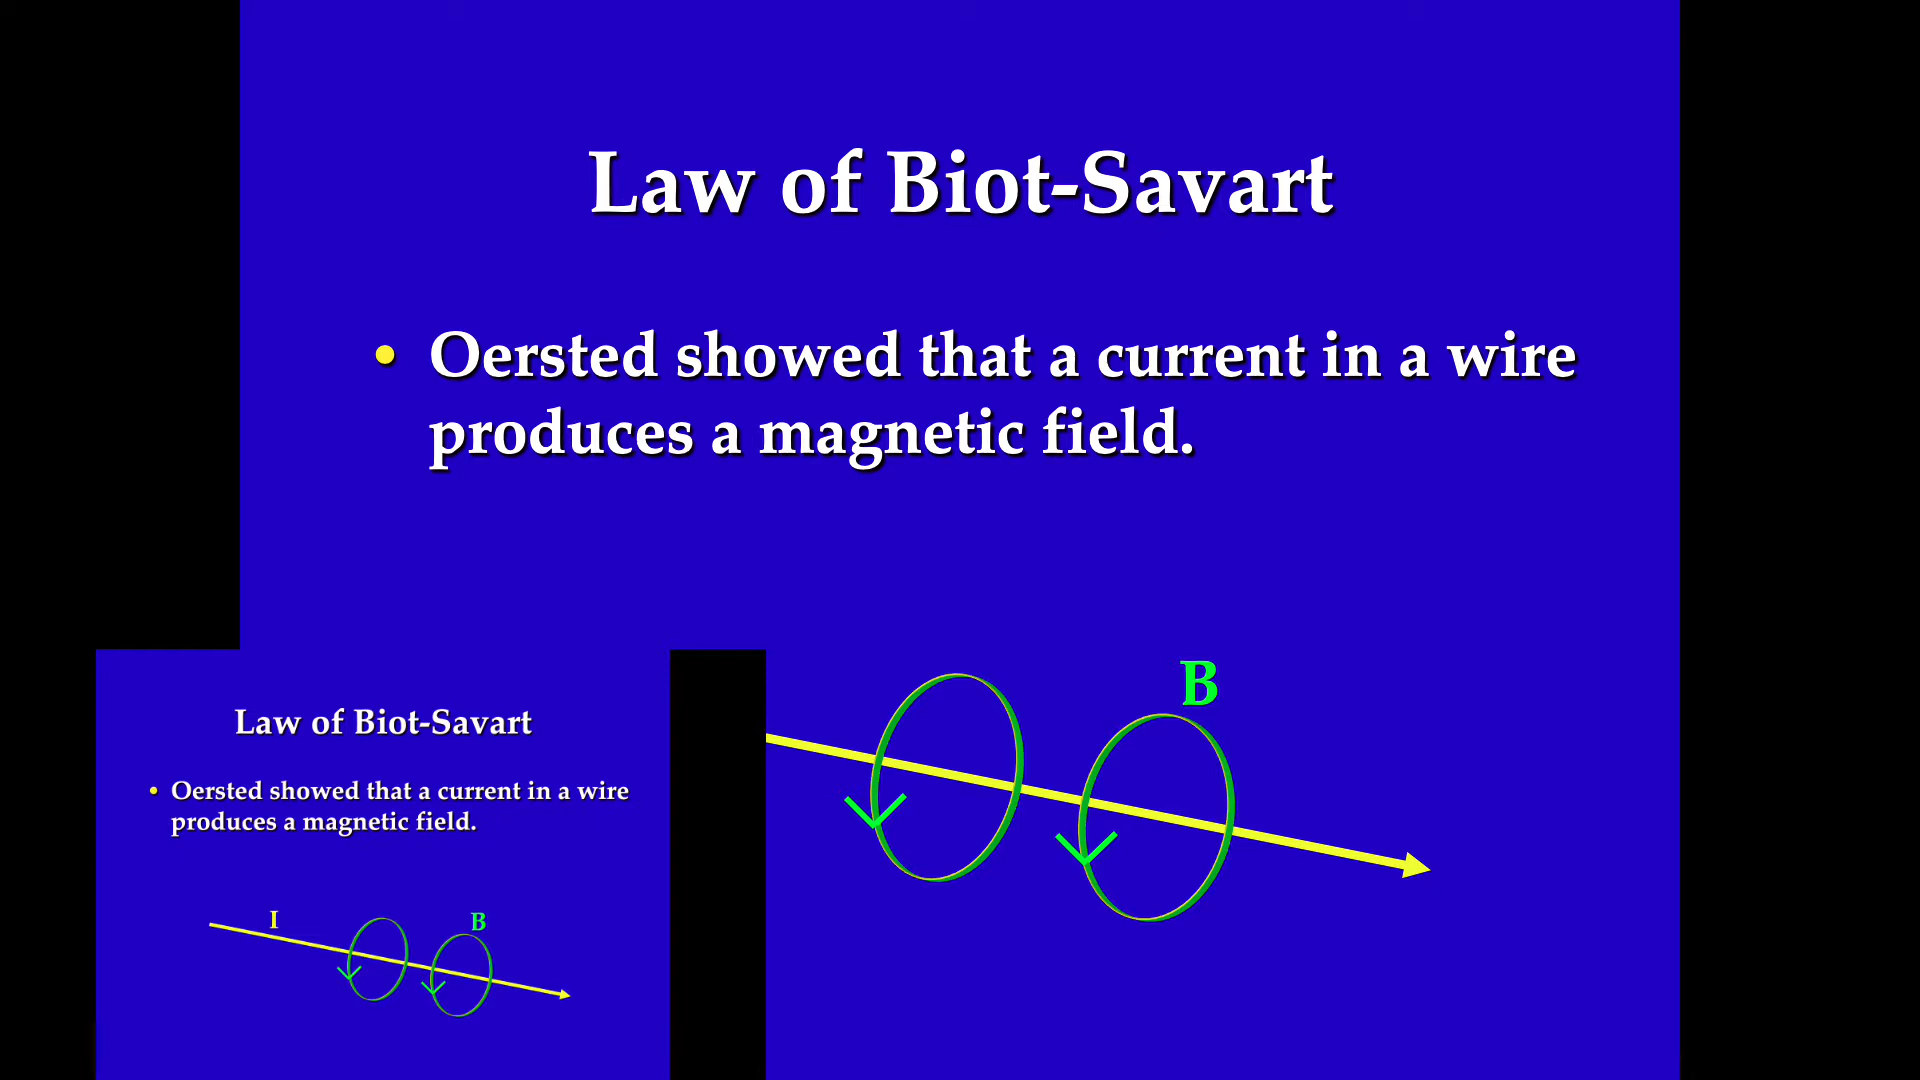 Law of Biot-Savart
• Oersted showed that a current in a wire
produces a magnetic field.
B
Law of Biot-Savart
• Oersted showed that a current in a wire
produces a magnetic field.
I
B